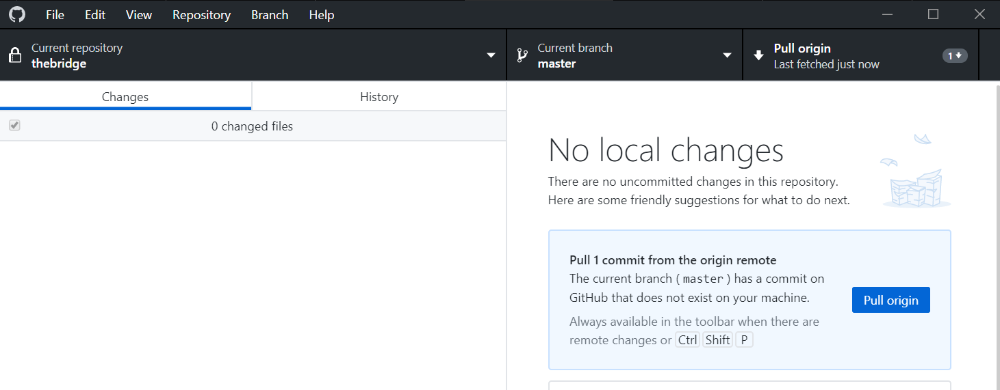 File Edit View Repository Branch Help
Current repository
thebridge
Current branch
master
Pull origin
Last fetched just now
1
Changes
History
0 changed files
No local changes
There are no uncommitted changes in this repository.
Here are some friendly suggestions for what to do next.
Pull 1 commit from the origin remote
The current branch ( master ) has a commit on
GitHub that does not exist on your machine.
Always available in the toolbar when there are
remote changes or Ctrl Shift P
Pull origin